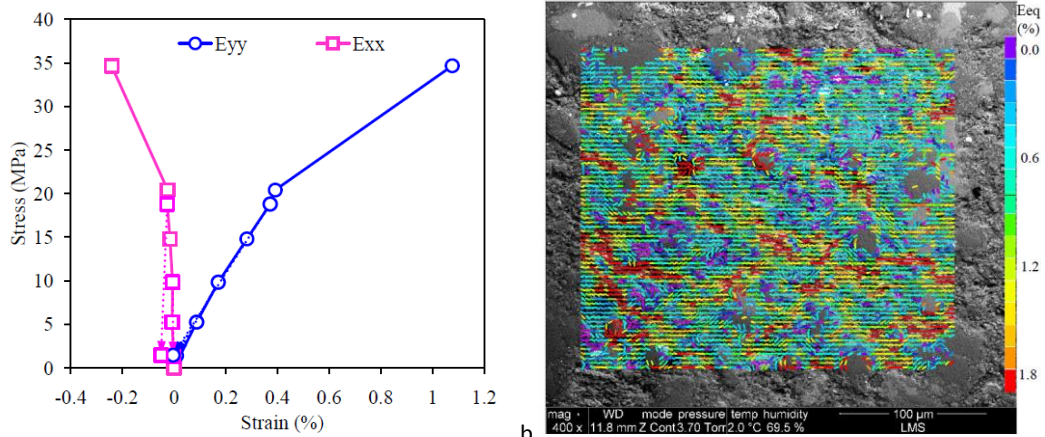 Eyy Exx
40
35
30
25
20
15
10
5
0
-0.4 -0.2 0 0.2 0.4 0.6 0.8 1 1.2
Stress (MPa)
Strain (%)
b
Eeq
(%)
0.0
0.6
1.2
1.8
mag WD mode pressure temp humidity 100 µm
400 x 11.8 mm Z Cont 3.70 Torr 2.0 °C 69.5 % LMS